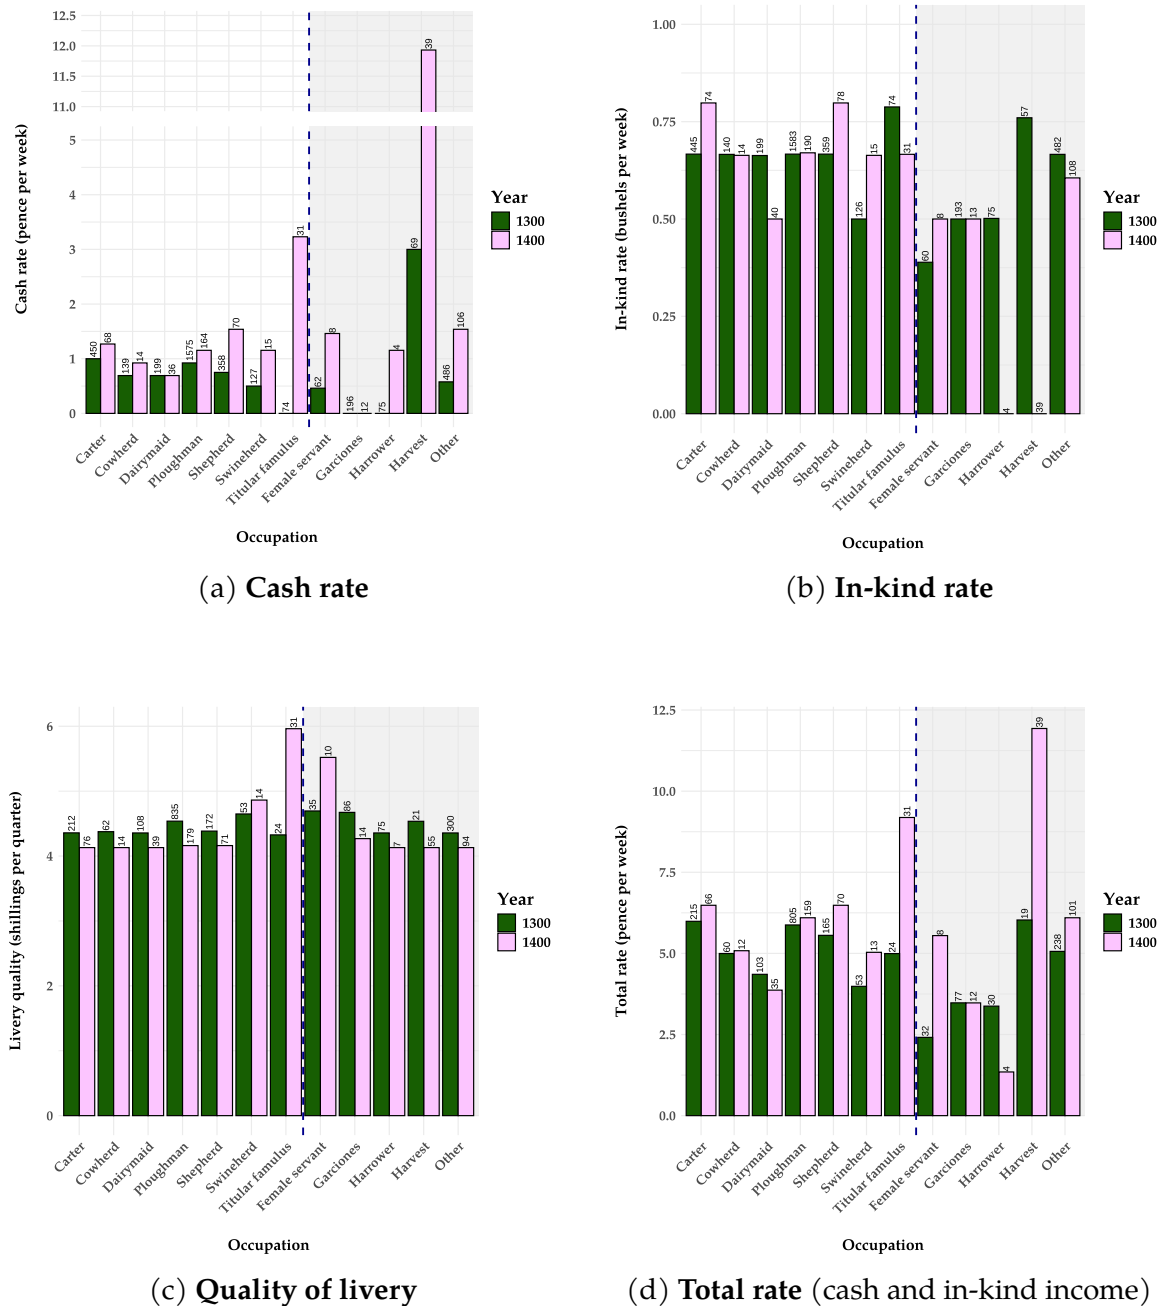 12.5
12.0
11.5
11.0
5
4
3
2
1
0
Cash rate (pence per week)
450 68 139 14 199 36 1575 164 358 70 127 15 74 31 62 8 196 12 75 4 69 39 486 106
Carter Cowherd Dairymaid Ploughman Shepherd Swineherd Titular famulus Female servant Garciones Harrower Harvest Other
Occupation
Year
1300
1400
(a) Cash rate
1.00
0.75
0.50
0.25
0.00
In-kind rate (bushels per week)
445 74 140 14 199 40 1583 190 359 78 126 15 74 31 60 8 193 13 75 4 57 39 482 108
Carter Cowherd Dairymaid Ploughman Shepherd Swineherd Titular famulus Female servant Garciones Harrower Harvest Other
Occupation
Year
1300
1400
(b) In-kind rate
6
4
2
0
Livery quality (shillings per quarter)
212 76 62 14 108 39 835 179 172 71 53 14 24 31 35 10 86 14 75 7 21 55 300 94
Carter Cowherd Dairymaid Ploughman Shepherd Swineherd Titular famulus Female servant Garciones Harrower Harvest Other
Occupation
Year
1300
1400
(c) Quality of livery
12.5
10.0
7.5
5.0
2.5
0.0
Total rate (pence per week)
215 66 60 12 103 35 805 159 165 70 53 13 24 31 32 8 77 12 30 4 19 39 238 101
Carter Cowherd Dairymaid Ploughman Shepherd Swineherd Titular famulus Female servant Garciones Harrower Harvest Other
Occupation
Year
1300
1400
(d) Total rate (cash and in-kind income)